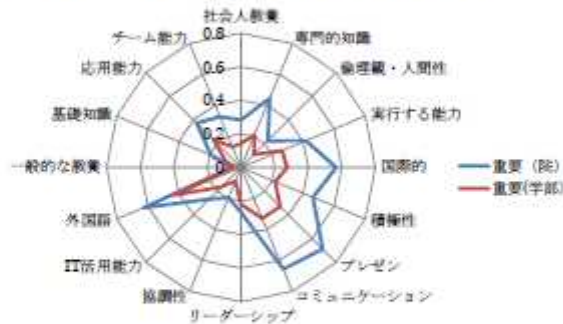 社会人教養
専門的知識
倫理観・人間性
実行する能力
国際的
積極性
プレゼン
コミュニケーション
リーダーシップ
協調性
IT活用能力
外国語
一般的な教養
基礎知識
応用能力
チーム能力
0.8
0.6
0.4
0.2
0
重要（院）
重要(学部)